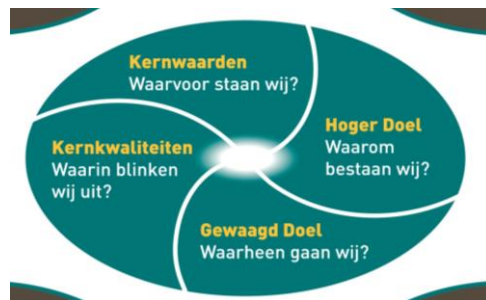 Kernwaarden
Waarvoor staan wij?
Hoger Doel
Waarom
bestaan wij?
Kernkwaliteiten
Waarin blinken
wij uit?
Gewaagd Doel
Waarheen gaan wij?